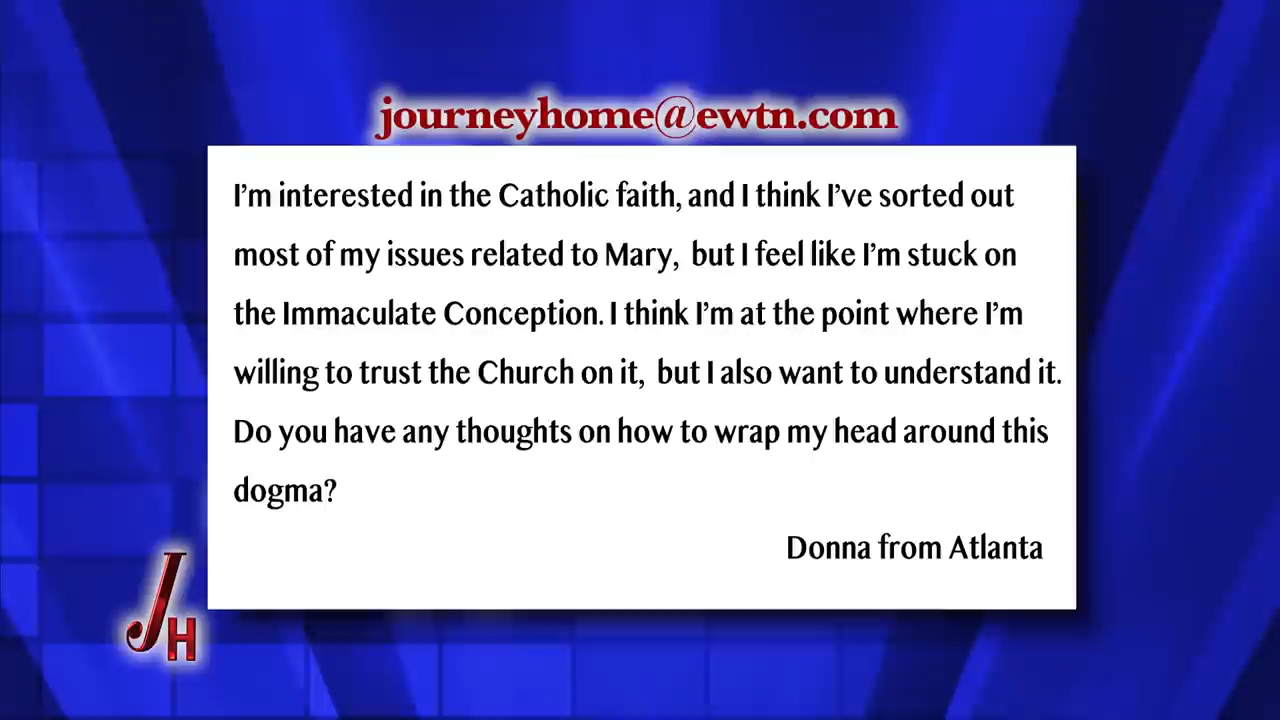 journeyhome@ewtn.com
I'm interested in the Catholic faith, and I think I've sorted out
most of my issues related to Mary,  but I feel like I'm stuck on
the Immaculate Conception. I think I'm at the point where I'm
willing to trust the Church on it,  but I also want to understand it.
Do you have any thoughts on how to wrap my head around this
dogma?
Donna from Atlanta
JH